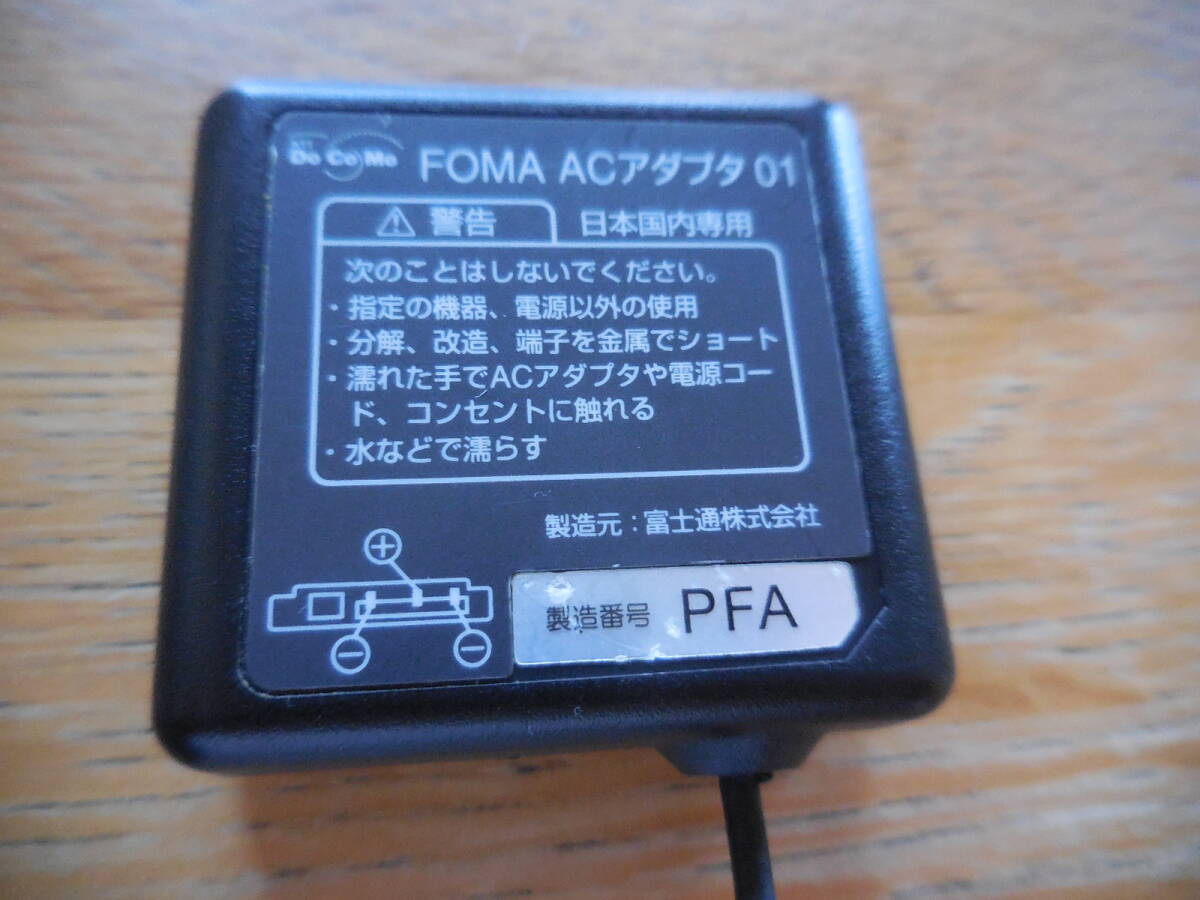 DoCoMo FOMA ACアダプタ 01
⚠ 警告 日本国内専用
次のことはしないでください。
・指定の機器、電源以外の使用
・分解、改造、端子を金属でショート
・濡れた手でACアダプタや電源コー
ド、コンセントに触れる
・水などで濡らす
製造元：富士通株式会社
製造番号 PFA